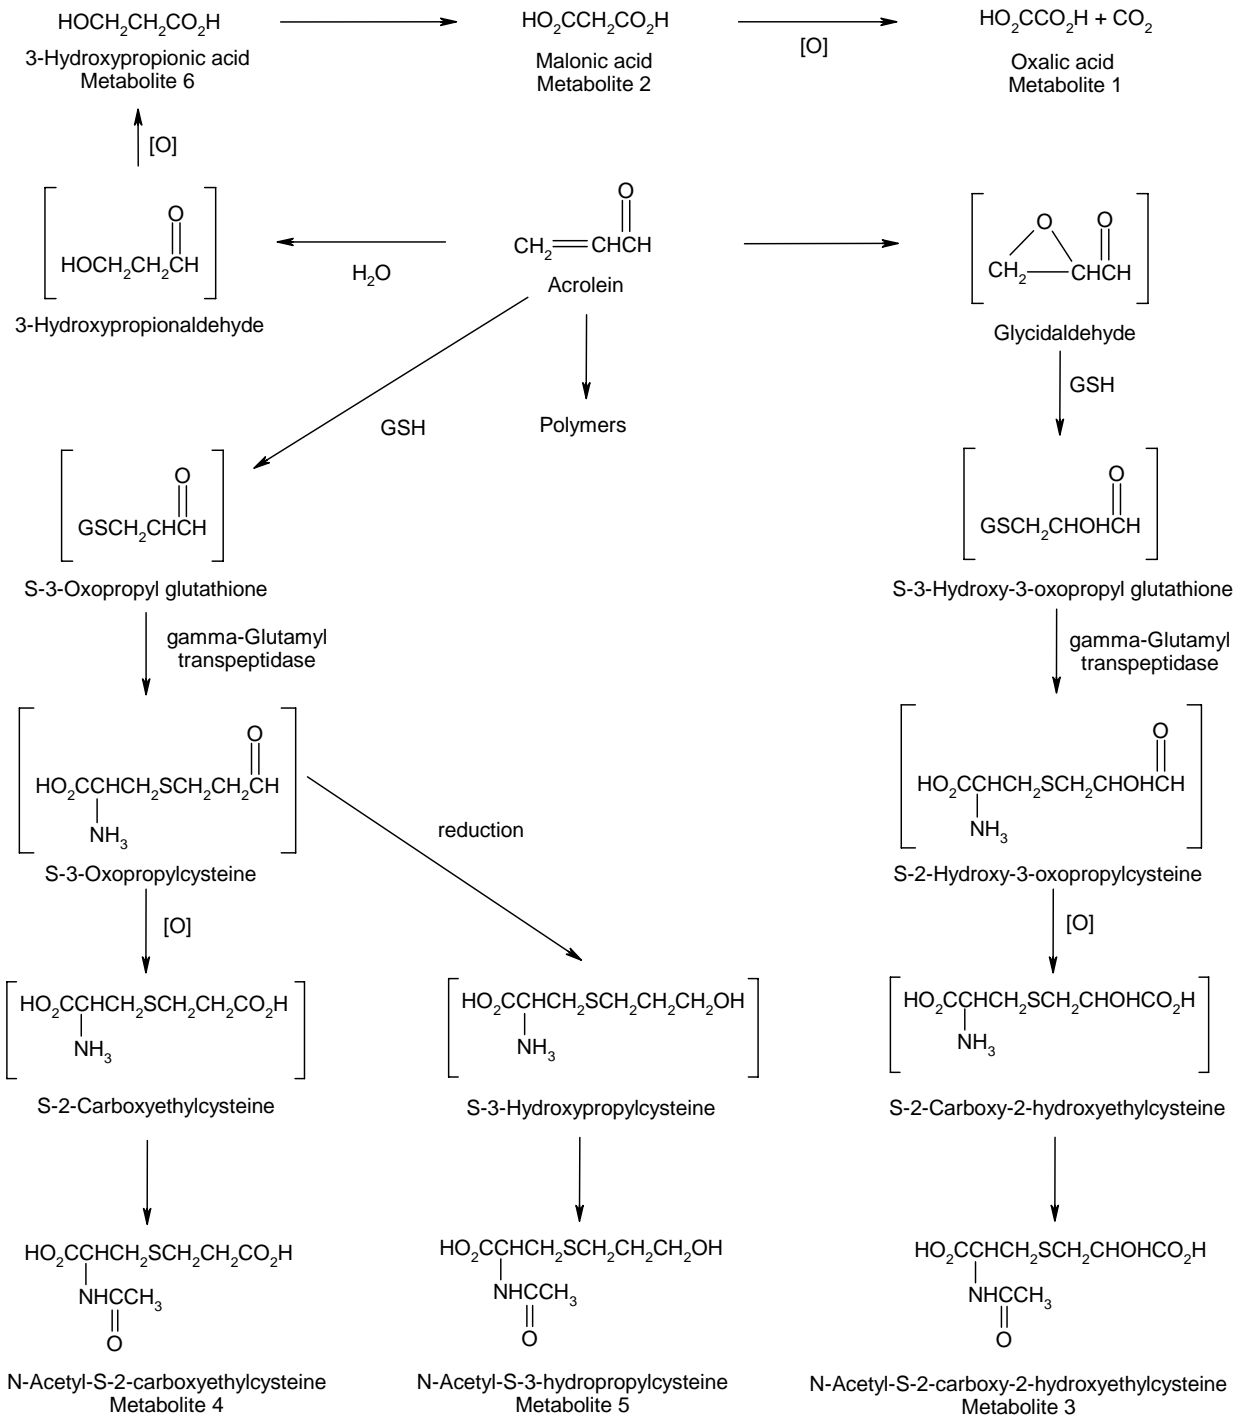 HOCH2CH2CO2H
3-Hydroxypropionic acid
Metabolite 6
HO2CCH2CO2H
Malonic acid
Metabolite 2
[O]
HO2CCO2H + CO2
Oxalic acid
Metabolite 1
[O]
O
HOCH2CH2CH
3-Hydroxypropionaldehyde
H2O
O
CH2=CHCH
Acrolein
O
O
CH2
CHCH
Glycidaldehyde
GSH
Polymers
GSH
O
GSCH2CHCH
S-3-Oxopropyl glutathione
O
GSCH2CHOHCH
S-3-Hydroxy-3-oxopropyl glutathione
gamma-Glutamyl
transpeptidase
gamma-Glutamyl
transpeptidase
O
HO2CCHCH2SCH2CH2CH
NH3
S-3-Oxopropylcysteine
reduction
O
HO2CCHCH2SCH2CHOHCH
NH3
S-2-Hydroxy-3-oxopropylcysteine
[O]
[O]
HO2CCHCH2SCH2CH2CO2H
NH3
S-2-Carboxyethylcysteine
HO2CCHCH2SCH2CH2CH2OH
NH3
S-3-Hydroxypropylcysteine
HO2CCHCH2SCH2CHOHCO2H
NH3
S-2-Carboxy-2-hydroxyethylcysteine
HO2CCHCH2SCH2CH2CO2H
NHCCH3
O
N-Acetyl-S-2-carboxyethylcysteine
Metabolite 4
HO2CCHCH2SCH2CH2CH2OH
NHCCH3
O
N-Acetyl-S-3-hydropropylcysteine
Metabolite 5
HO2CCHCH2SCH2CHOHCO2H
NHCCH3
O
N-Acetyl-S-2-carboxy-2-hydroxyethylcysteine
Metabolite 3